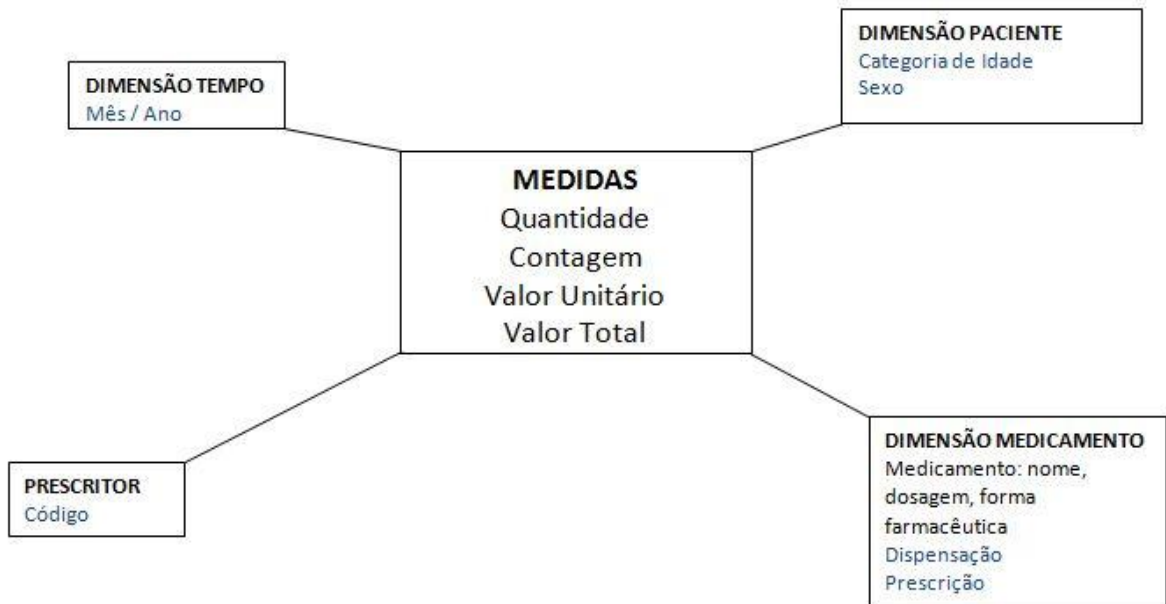 DIMENSÃO TEMPO
Mês / Ano
DIMENSÃO PACIENTE
Categoria de Idade
Sexo
MEDIDAS
Quantidade
Contagem
Valor Unitário
Valor Total
PRESCRITOR
Código
DIMENSÃO MEDICAMENTO
Medicamento: nome,
dosagem, forma
farmacêutica
Dispensação
Prescrição